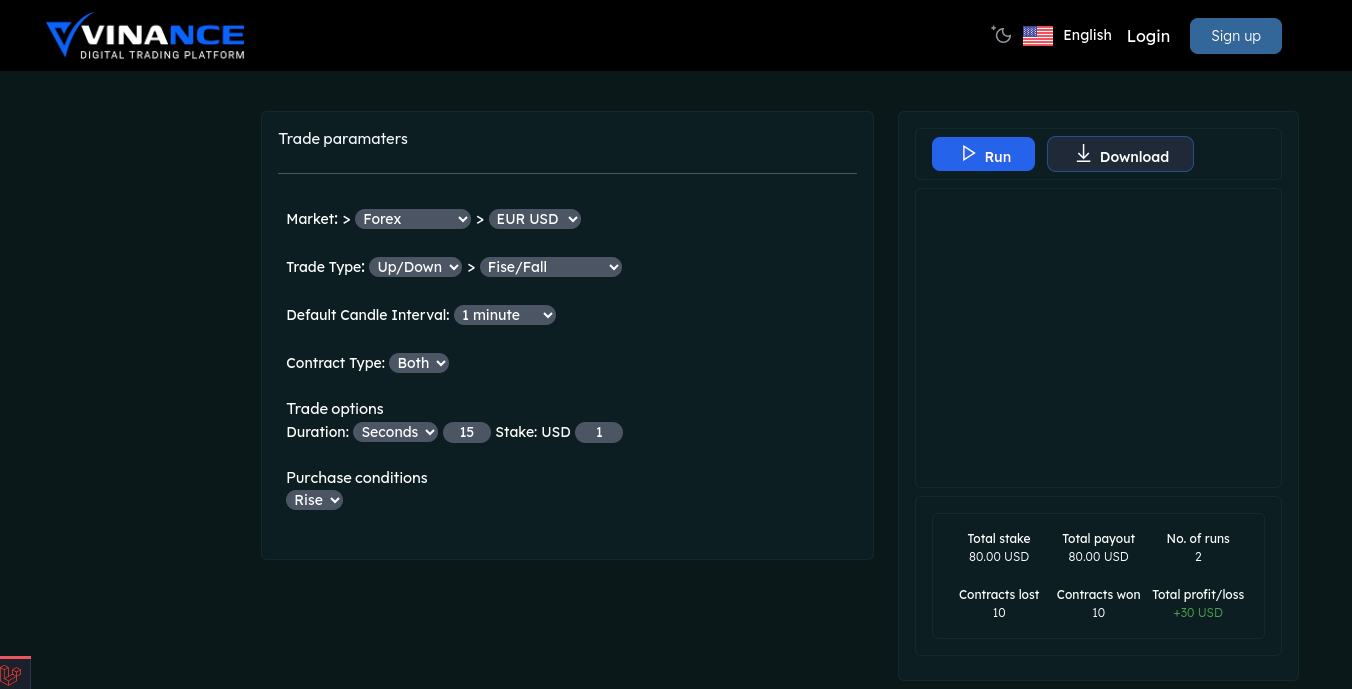 VINANCE
DIGITAL TRADING PLATFORM
English Login Sign up
Trade paramaters
Market: > Forex > EUR USD
Trade Type: Up/Down > Fise/Fall
Default Candle Interval: 1 minute
Contract Type: Both
Trade options
Duration: Seconds 15 Stake: USD 1
Purchase conditions
Rise
Run Download
Total stake Total payout No. of runs
80.00 USD 80.00 USD 2
Contracts lost Contracts won Total profit/loss
10 10 +30 USD